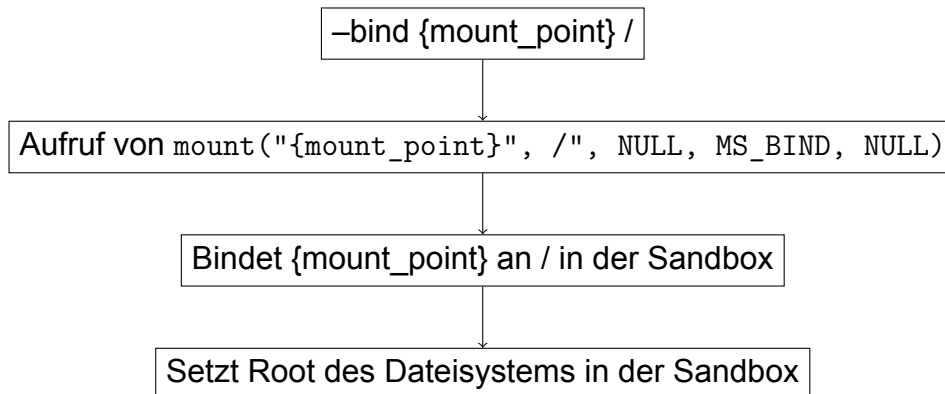 –bind {mount_point} /
Aufruf von mount("{mount_point}", /", NULL, MS_BIND, NULL)
Bindet {mount_point} an / in der Sandbox
Setzt Root des Dateisystems in der Sandbox